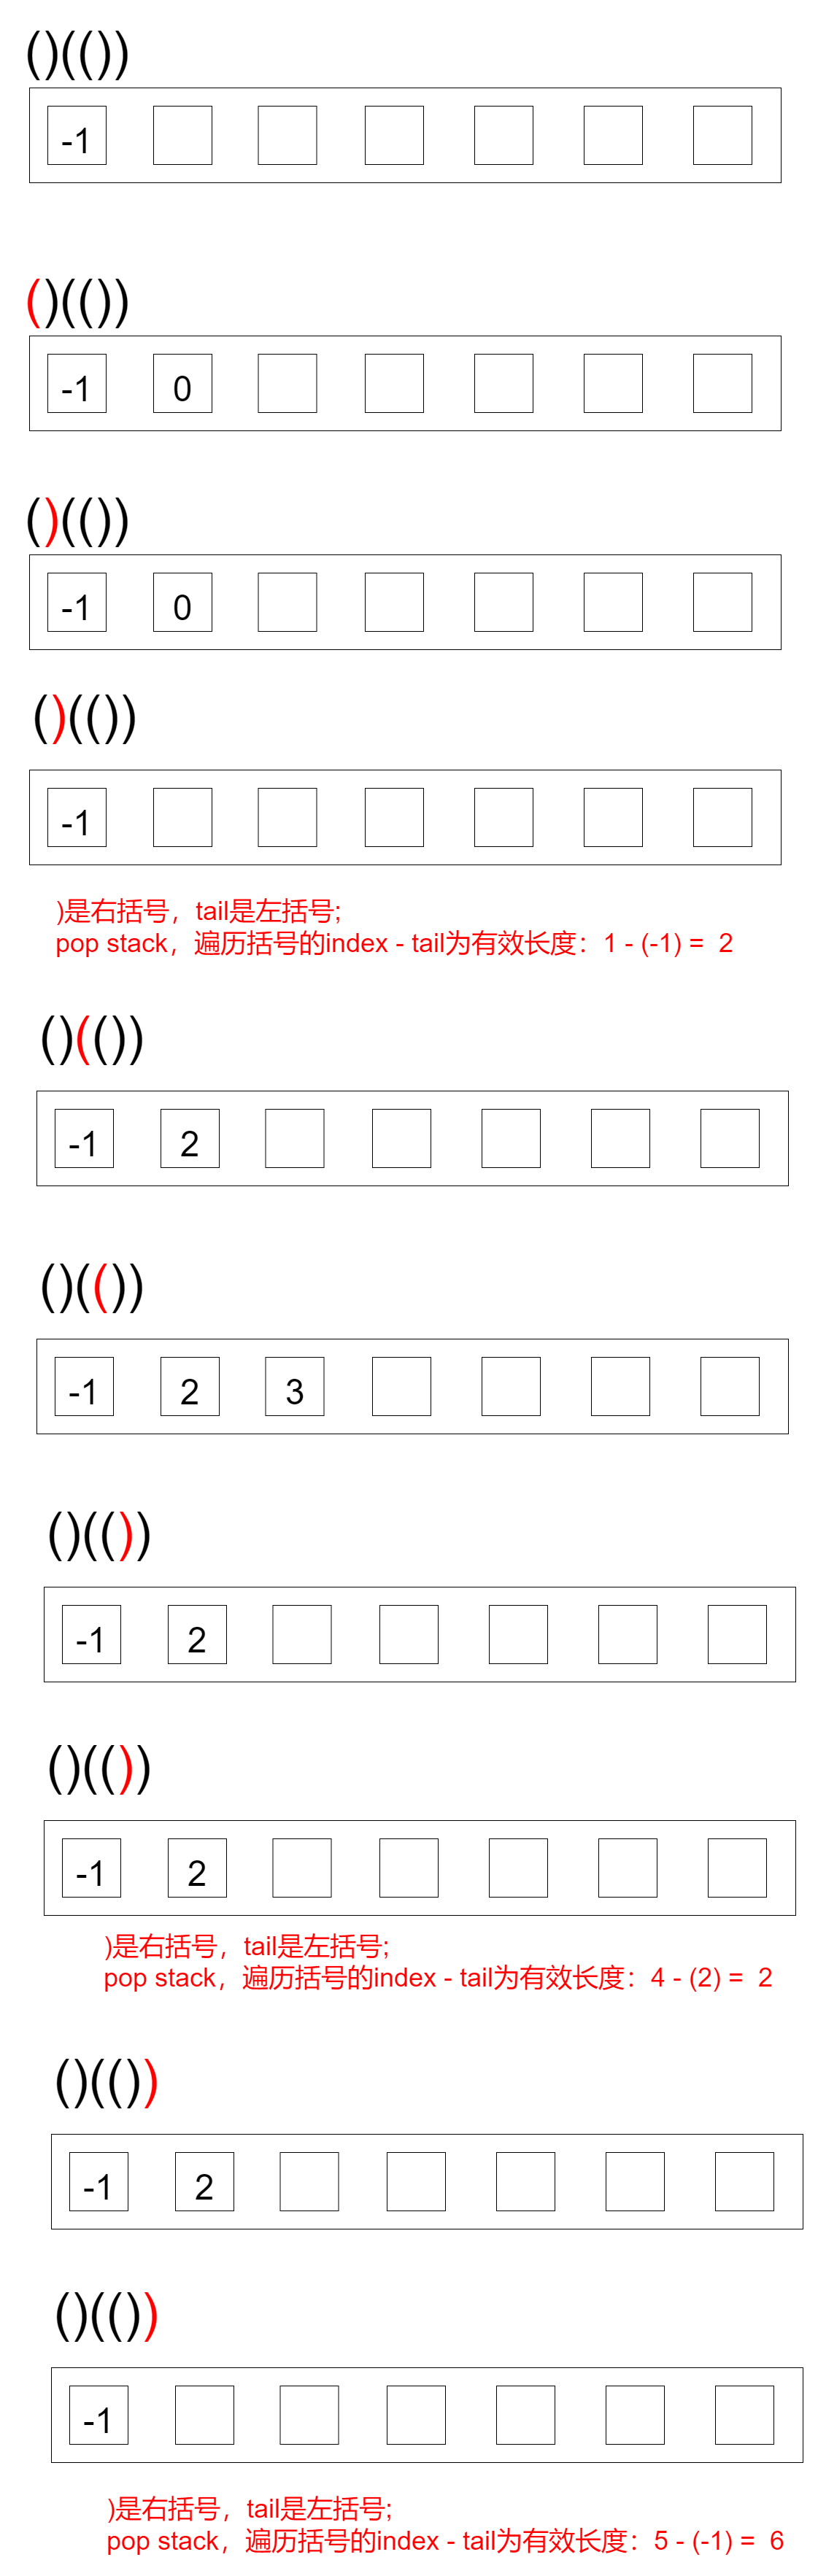 ()(())
-1
()(())
-1 0
()(())
-1 0
()(())
-1
)是右括号，tail是左括号;
pop stack，遍历括号的index - tail为有效长度：1 - (-1) = 2
()(())
-1 2
()(())
-1 2 3
()(())
-1 2
()(())
-1 2
)是右括号，tail是左括号;
pop stack，遍历括号的index - tail为有效长度：4 - (2) = 2
()(())
-1 2
()(())
-1
)是右括号，tail是左括号;
pop stack，遍历括号的index - tail为有效长度：5 - (-1) = 6